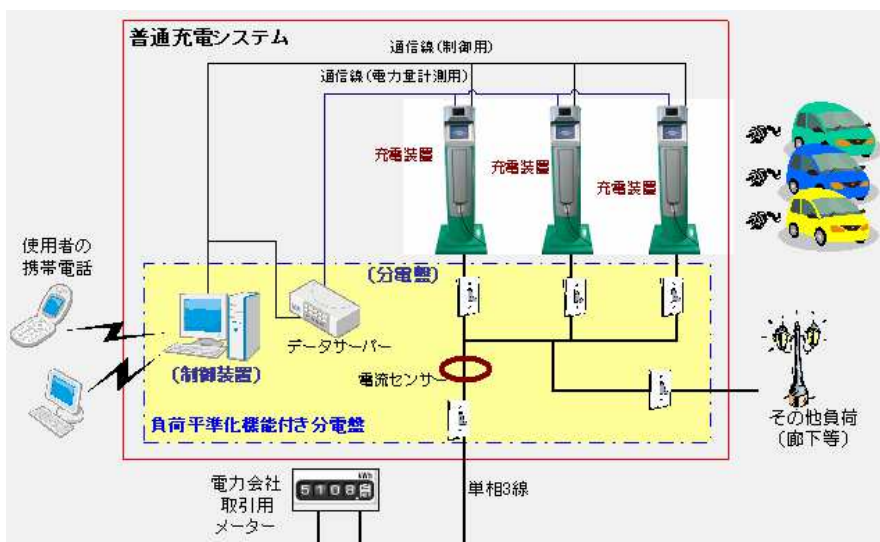 普通充電システム
通信線(制御用)
通信線(電力量計測用)
充電装置
充電装置
充電装置
使用者の
携帯電話
(分電盤)
データサーバー
(制御装置)
電流センサー
負荷平準化機能付き分電盤
その他負荷
(廊下等)
電力会社
取引用
メーター
kWh
5108
単相3線